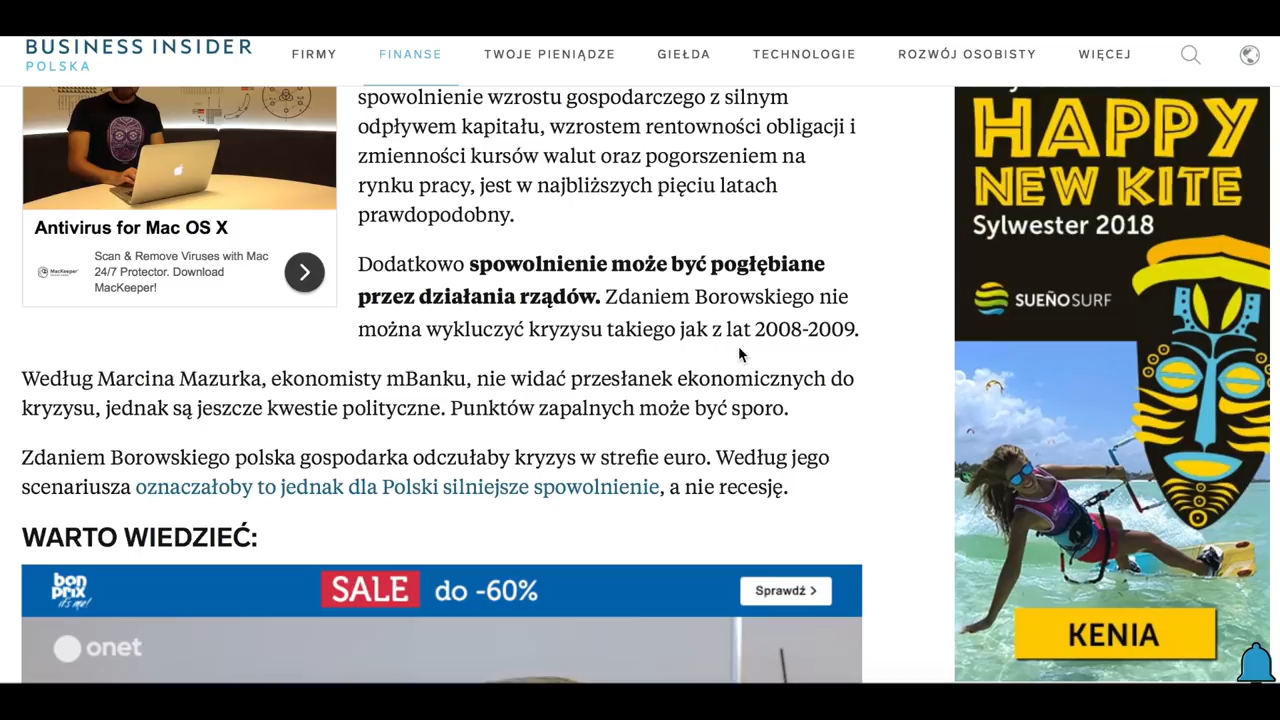 BUSINESS INSIDER
POLSKA
FIRMY
FINANSE
TWOJE PIENIĄDZE
GIEŁDA
TECHNOLOGIE
ROZWÓJ OSOBISTY
WIĘCEJ
spowolnienie wzrostu gospodarczego z silnym
odpływem kapitału, wzrostem rentowności obligacji i
zmienności kursów walut oraz pogorszeniem na
rynku pracy, jest w najbliższych pięciu latach
prawdopodobny.
Antivirus for Mac OS X
MacKeeper
Scan & Remove Viruses with Mac
24/7 Protector. Download
MacKeeper!
Dodatkowo spowolnienie może być pogłębiane
przez działania rządów. Zdaniem Borowskiego nie
można wykluczyć kryzysu takiego jak z lat 2008-2009.
Według Marcina Mazurka, ekonomisty mBanku, nie widać przesłanek ekonomicznych do
kryzysu, jednak są jeszcze kwestie polityczne. Punktów zapalnych może być sporo.
Zdaniem Borowskiego polska gospodarka odczułaby kryzys w strefie euro. Według jego
scenariusza oznaczałoby to jednak dla Polski silniejsze spowolnienie, a nie recesję.
WARTO WIEDZIEĆ:
bon
prix
it's me!
SALE do -60%
Sprawdź >
onet
HAPPY
NEW KITE
Sylwester 2018
SUEÑOSURF
KENIA